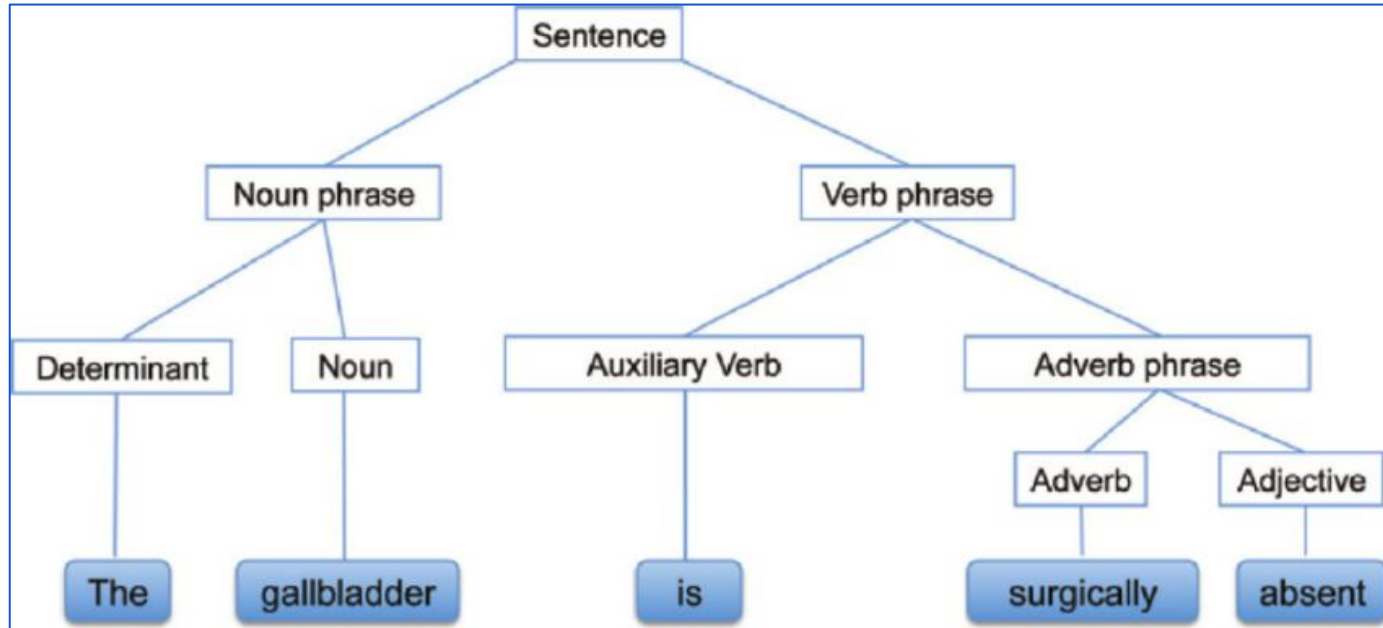 Sentence
Noun phrase
Verb phrase
Determinant
Noun
Auxiliary Verb
Adverb phrase
Adverb
Adjective
The
gallbladder
is
surgically
absent